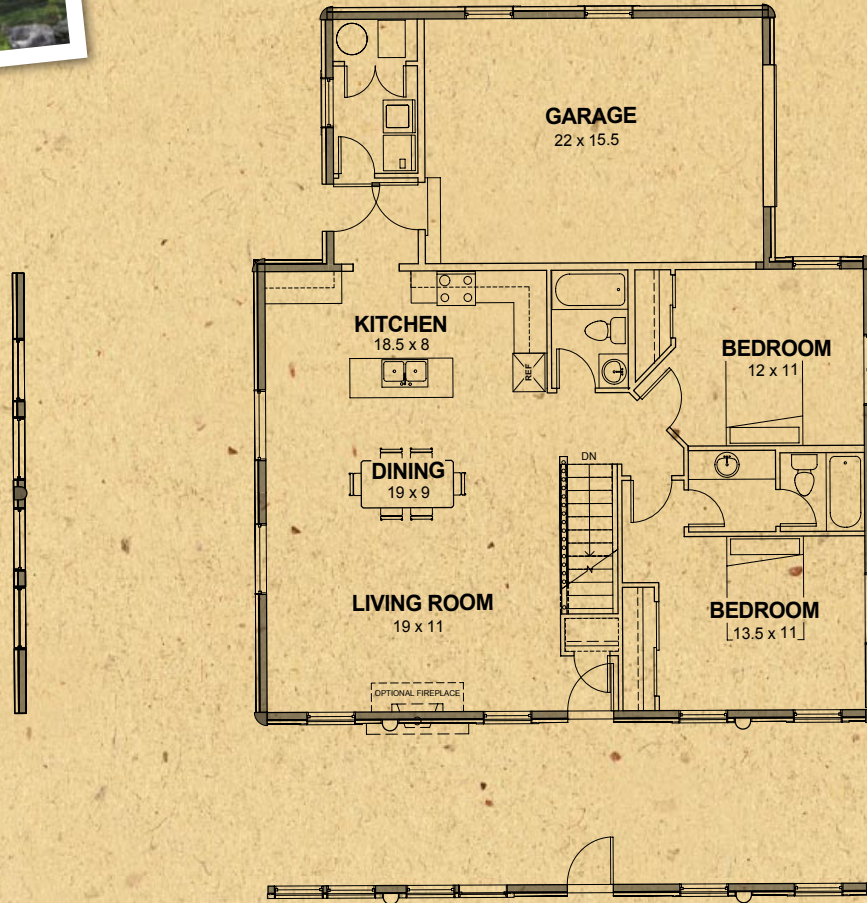 GARAGE
22 x 15.5
KITCHEN
18.5 x 8
REF
BEDROOM
12 x 11
DN
DINING
19 x 9
LIVING ROOM
19 x 11
BEDROOM
13.5 x 11
OPTIONAL FIREPLACE